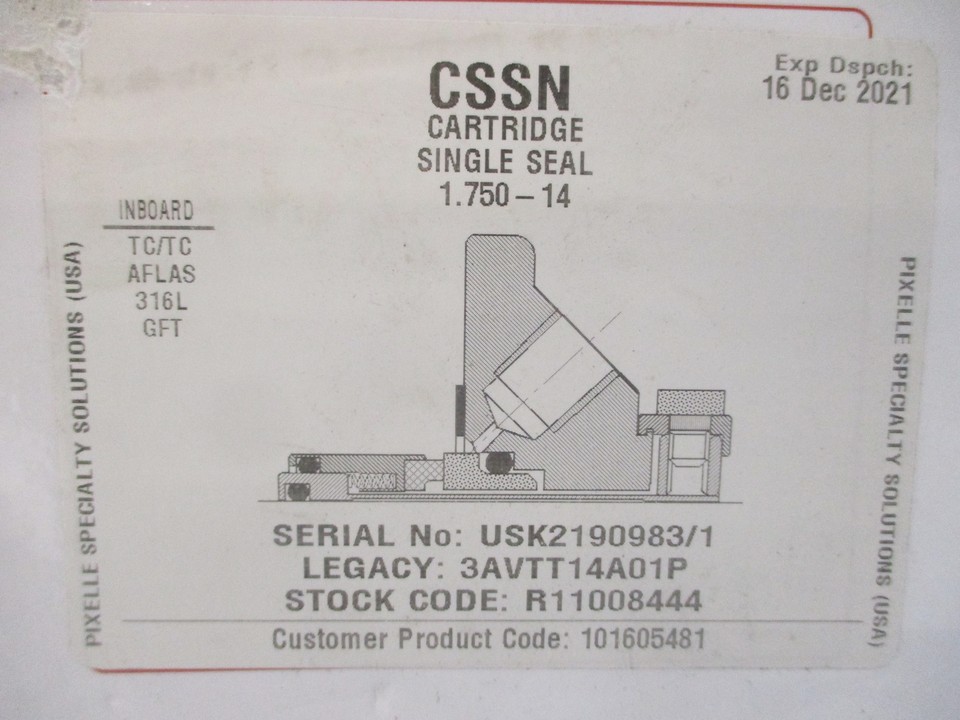 CSSN
CARTRIDGE
SINGLE SEAL
1.750 – 14
Exp Dspch:
16 Dec 2021
INBOARD
TC/TC
AFLAS
316L
GFT
PIXELLE SPECIALTY SOLUTIONS (USA)
PIXELLE SPECIALTY SOLUTIONS (USA)
SERIAL No: USK2190983/1
LEGACY: 3AVTT14A01P
STOCK CODE: R11008444
Customer Product Code: 101605481